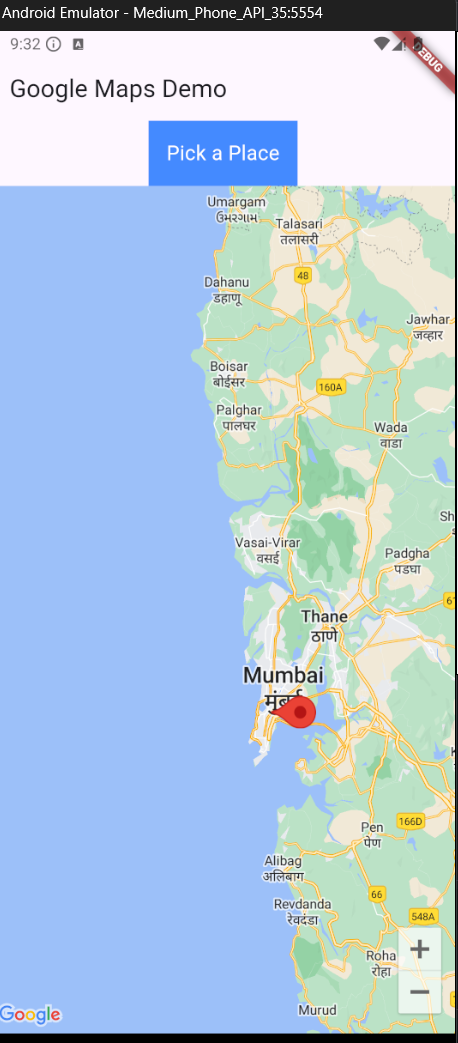 Android Emulator - Medium_Phone_API_35:5554
9:32
DEBUG
Google Maps Demo
Pick a Place
Umargam
ઉમરગામ
Talasari
तलासरी
48
Dahanu
डहाणू
Jawhar
जव्हार
Boisar
बोईसर
160A
Palghar
पालघर
Wada
वाडा
Vasai-Virar
वसई
Padgha
पडघा
Thane
ठाणे
Mumbai
मुंबई
166D
Pen
पेण
Alibag
अलिबाग
66
Revdanda
रेवदंडा
548A
Roha
रोहा
+
−
Murud
Google